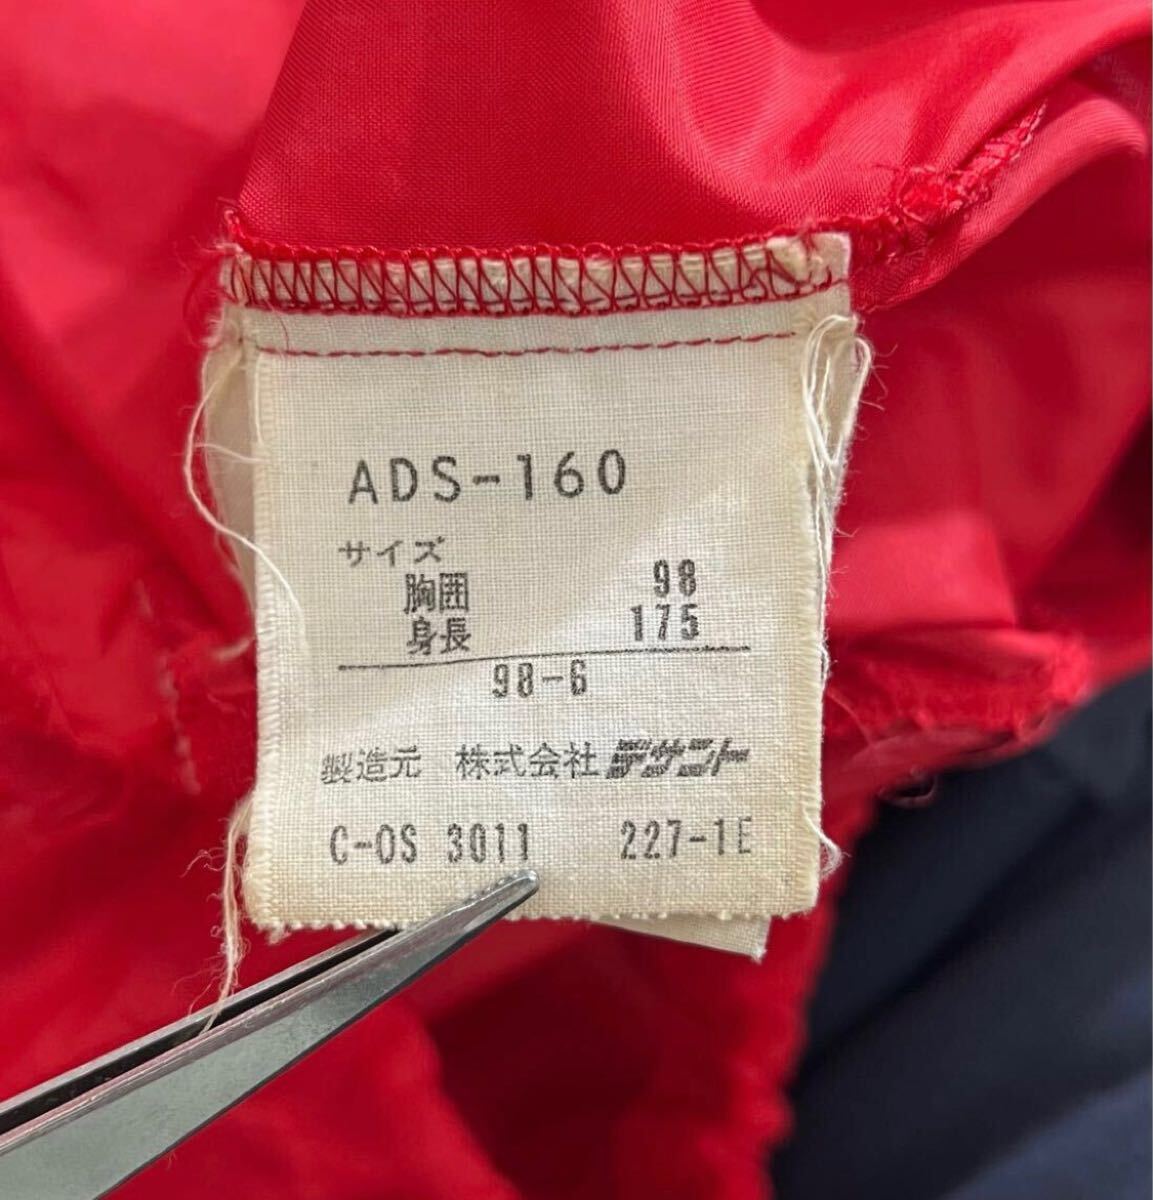 ADS-160
サイズ
胸囲 98
身長 175
98-6
製造元 株式会社デサント
C-OS 3011 227-1E